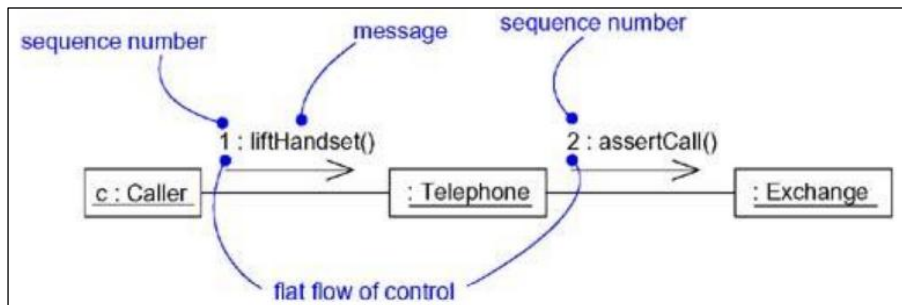 sequence number
message
sequence number
1 : liftHandset()
2 : assertCall()
c : Caller
: Telephone
: Exchange
flat flow of control